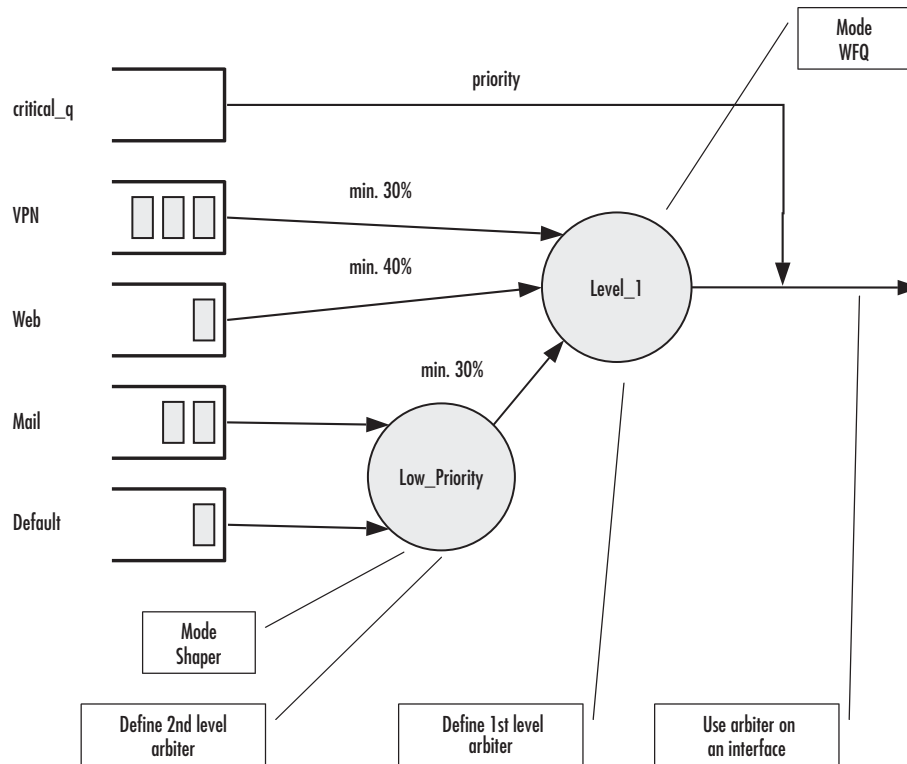 Mode
WFQ
priority
critical_q
min. 30%
VPN
min. 40%
Web
Level_1
min. 30%
Mail
Low_Priority
Default
Mode
Shaper
Define 2nd level
arbiter
Define 1st level
arbiter
Use arbiter on
an interface